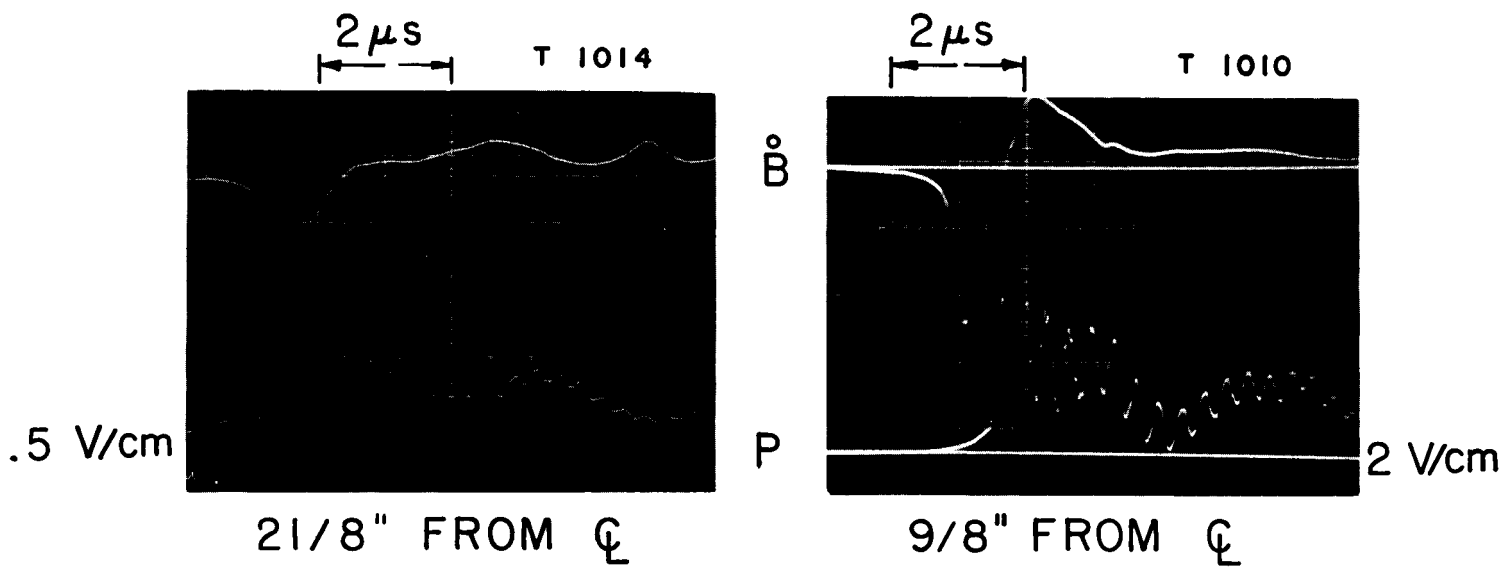 2 μs
T 1014
2 μs
T 1010
B̊
.5 V/cm
P
2 V/cm
21/8" FROM ℄
9/8" FROM ℄